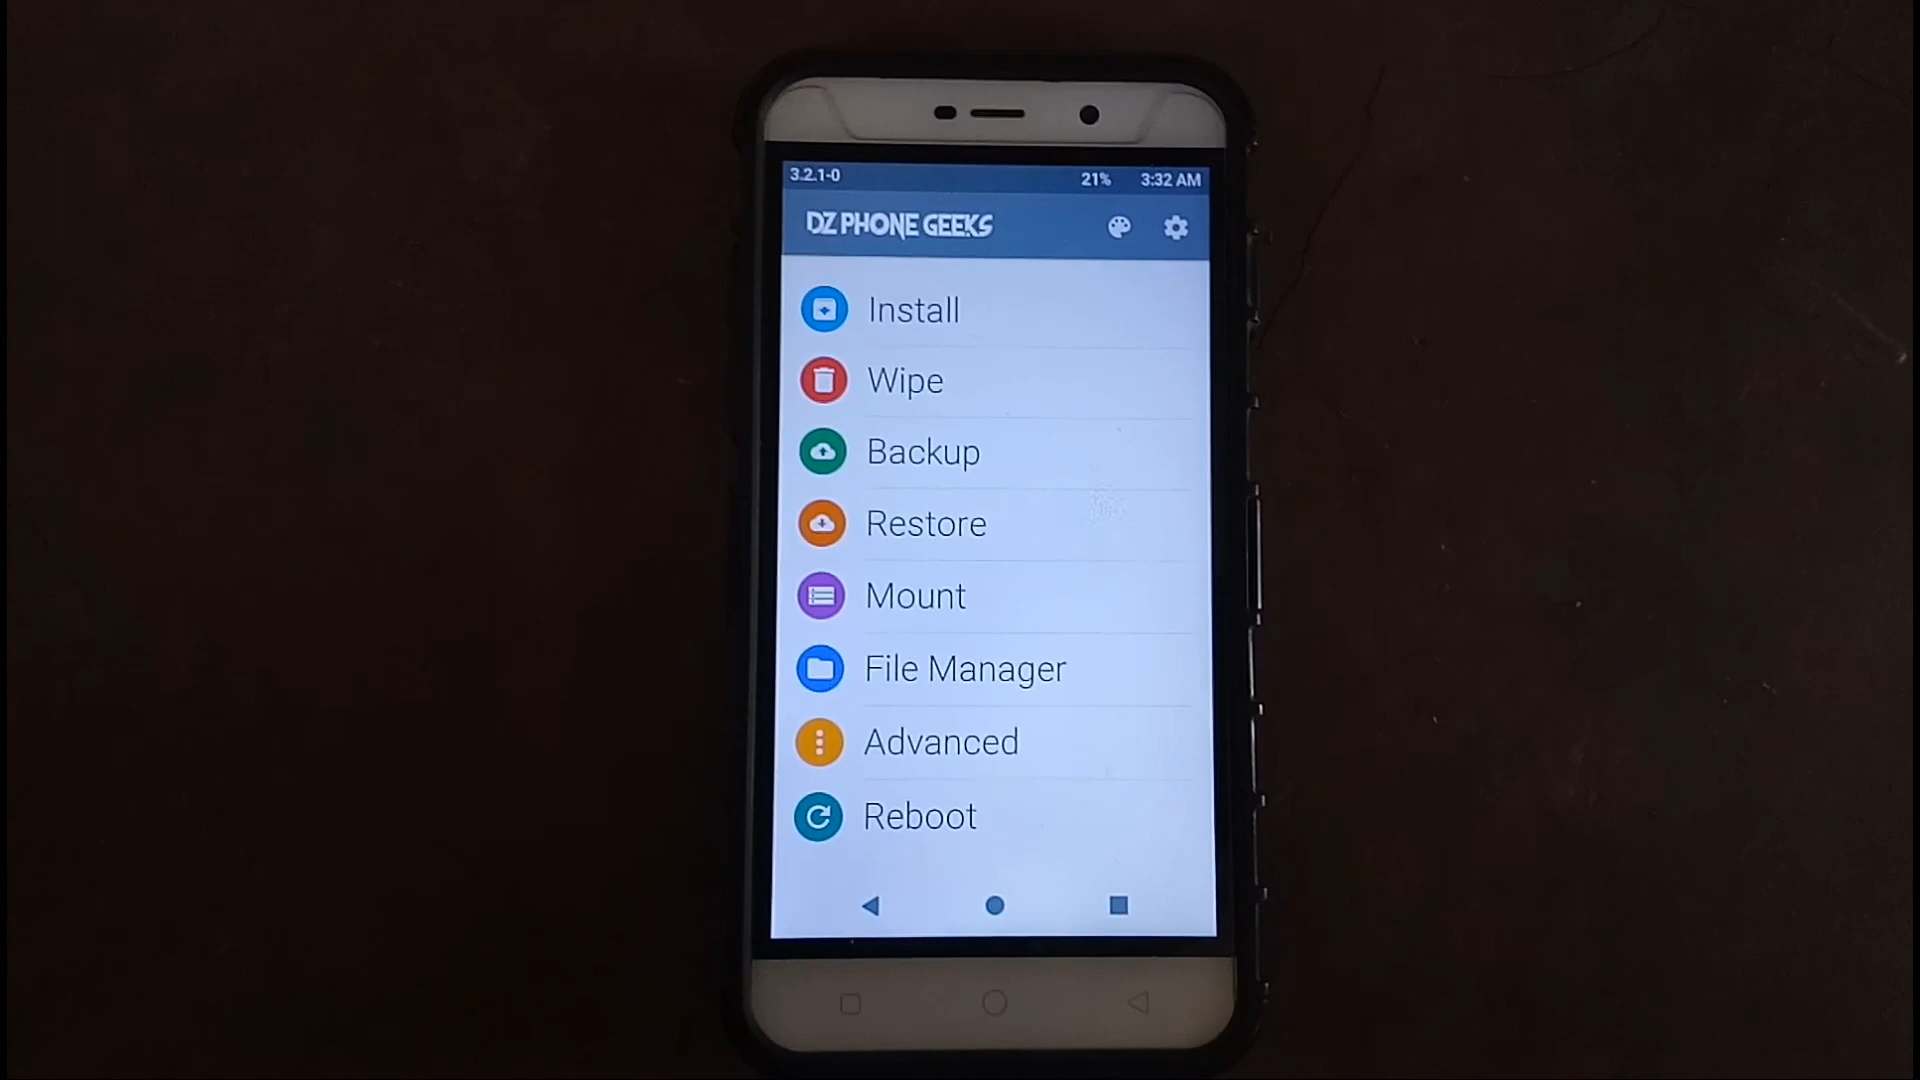 3.2.1-0 21% 3:32 AM
DZ PHONE GEEKS
Install
Wipe
Backup
Restore
Mount
File Manager
Advanced
Reboot